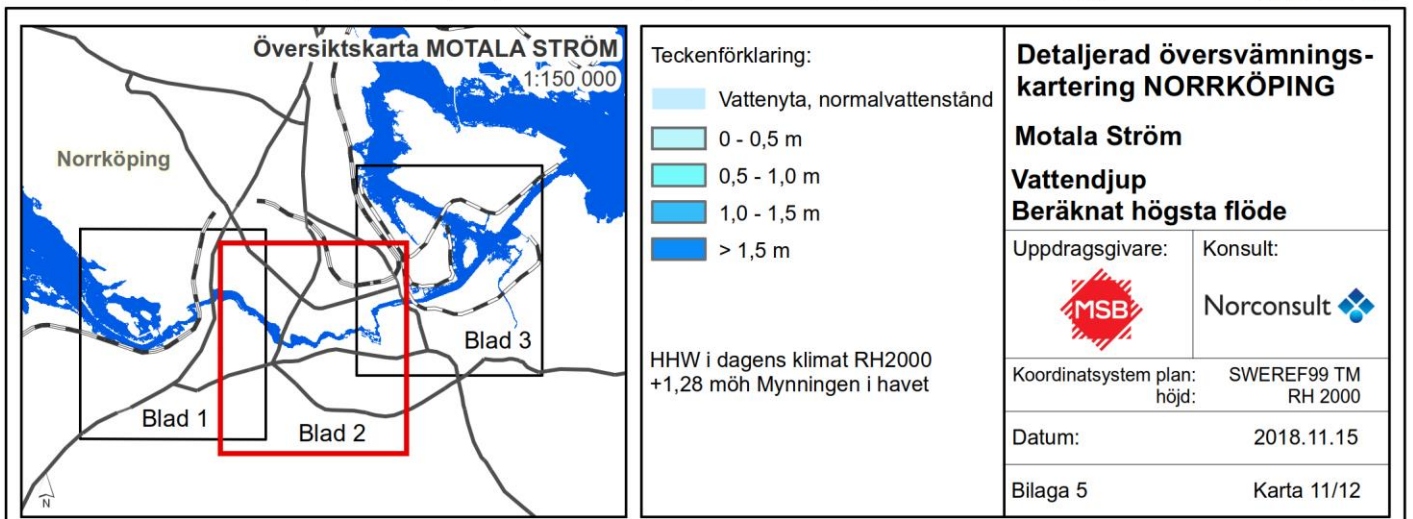 Översiktskarta MOTALA STRÖM
1:150 000
Norrköping
Blad 1
Blad 2
Blad 3
N
Teckenförklaring:
Vattenyta, normalvattenstånd
0 - 0,5 m
0,5 - 1,0 m
1,0 - 1,5 m
> 1,5 m
HHW i dagens klimat RH2000
+1,28 möh Mynningen i havet
Detaljerad översvämnings-
kartering NORRKÖPING
Motala Ström
Vattendjup
Beräknat högsta flöde
Uppdragsgivare:
MSB
Konsult:
Norconsult
Koordinatsystem plan: SWEREF99 TM
höjd: RH 2000
Datum: 2018.11.15
Bilaga 5 Karta 11/12